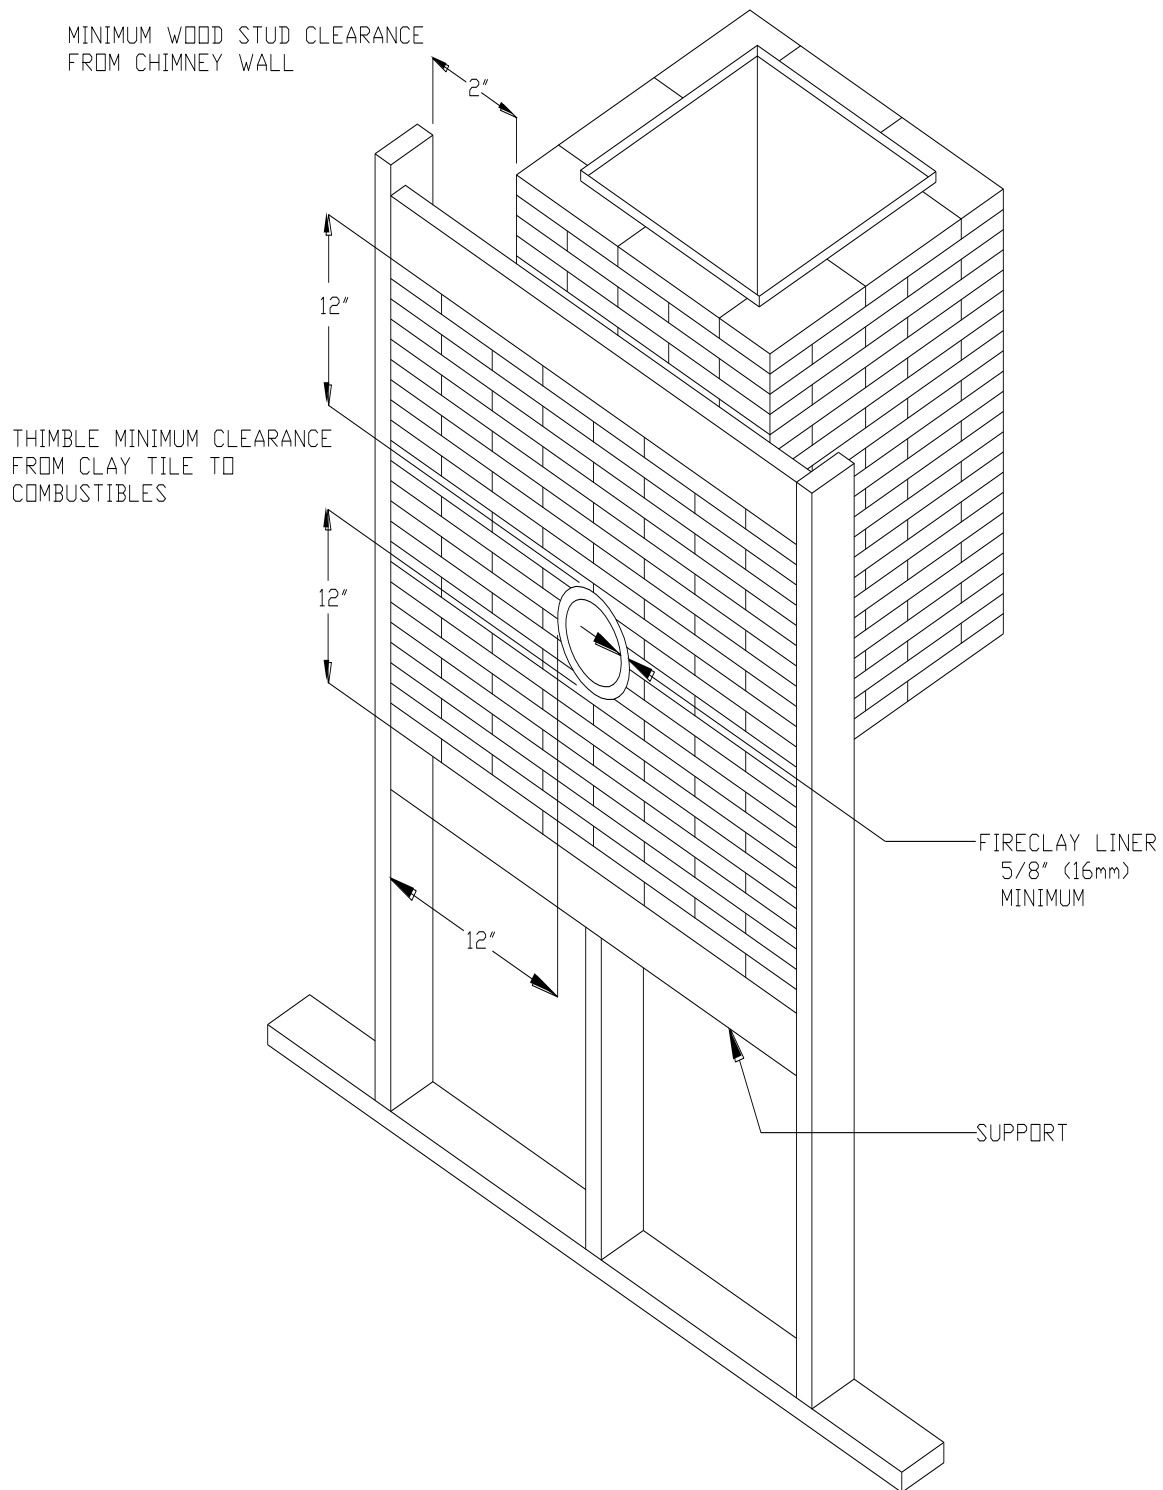 MINIMUM WOOD STUD CLEARANCE
FROM CHIMNEY WALL
2"
12"
THIMBLE MINIMUM CLEARANCE
FROM CLAY TILE TO
COMBUSTIBLES
12"
FIRECLAY LINER
5/8" (16mm)
MINIMUM
12"
SUPPORT